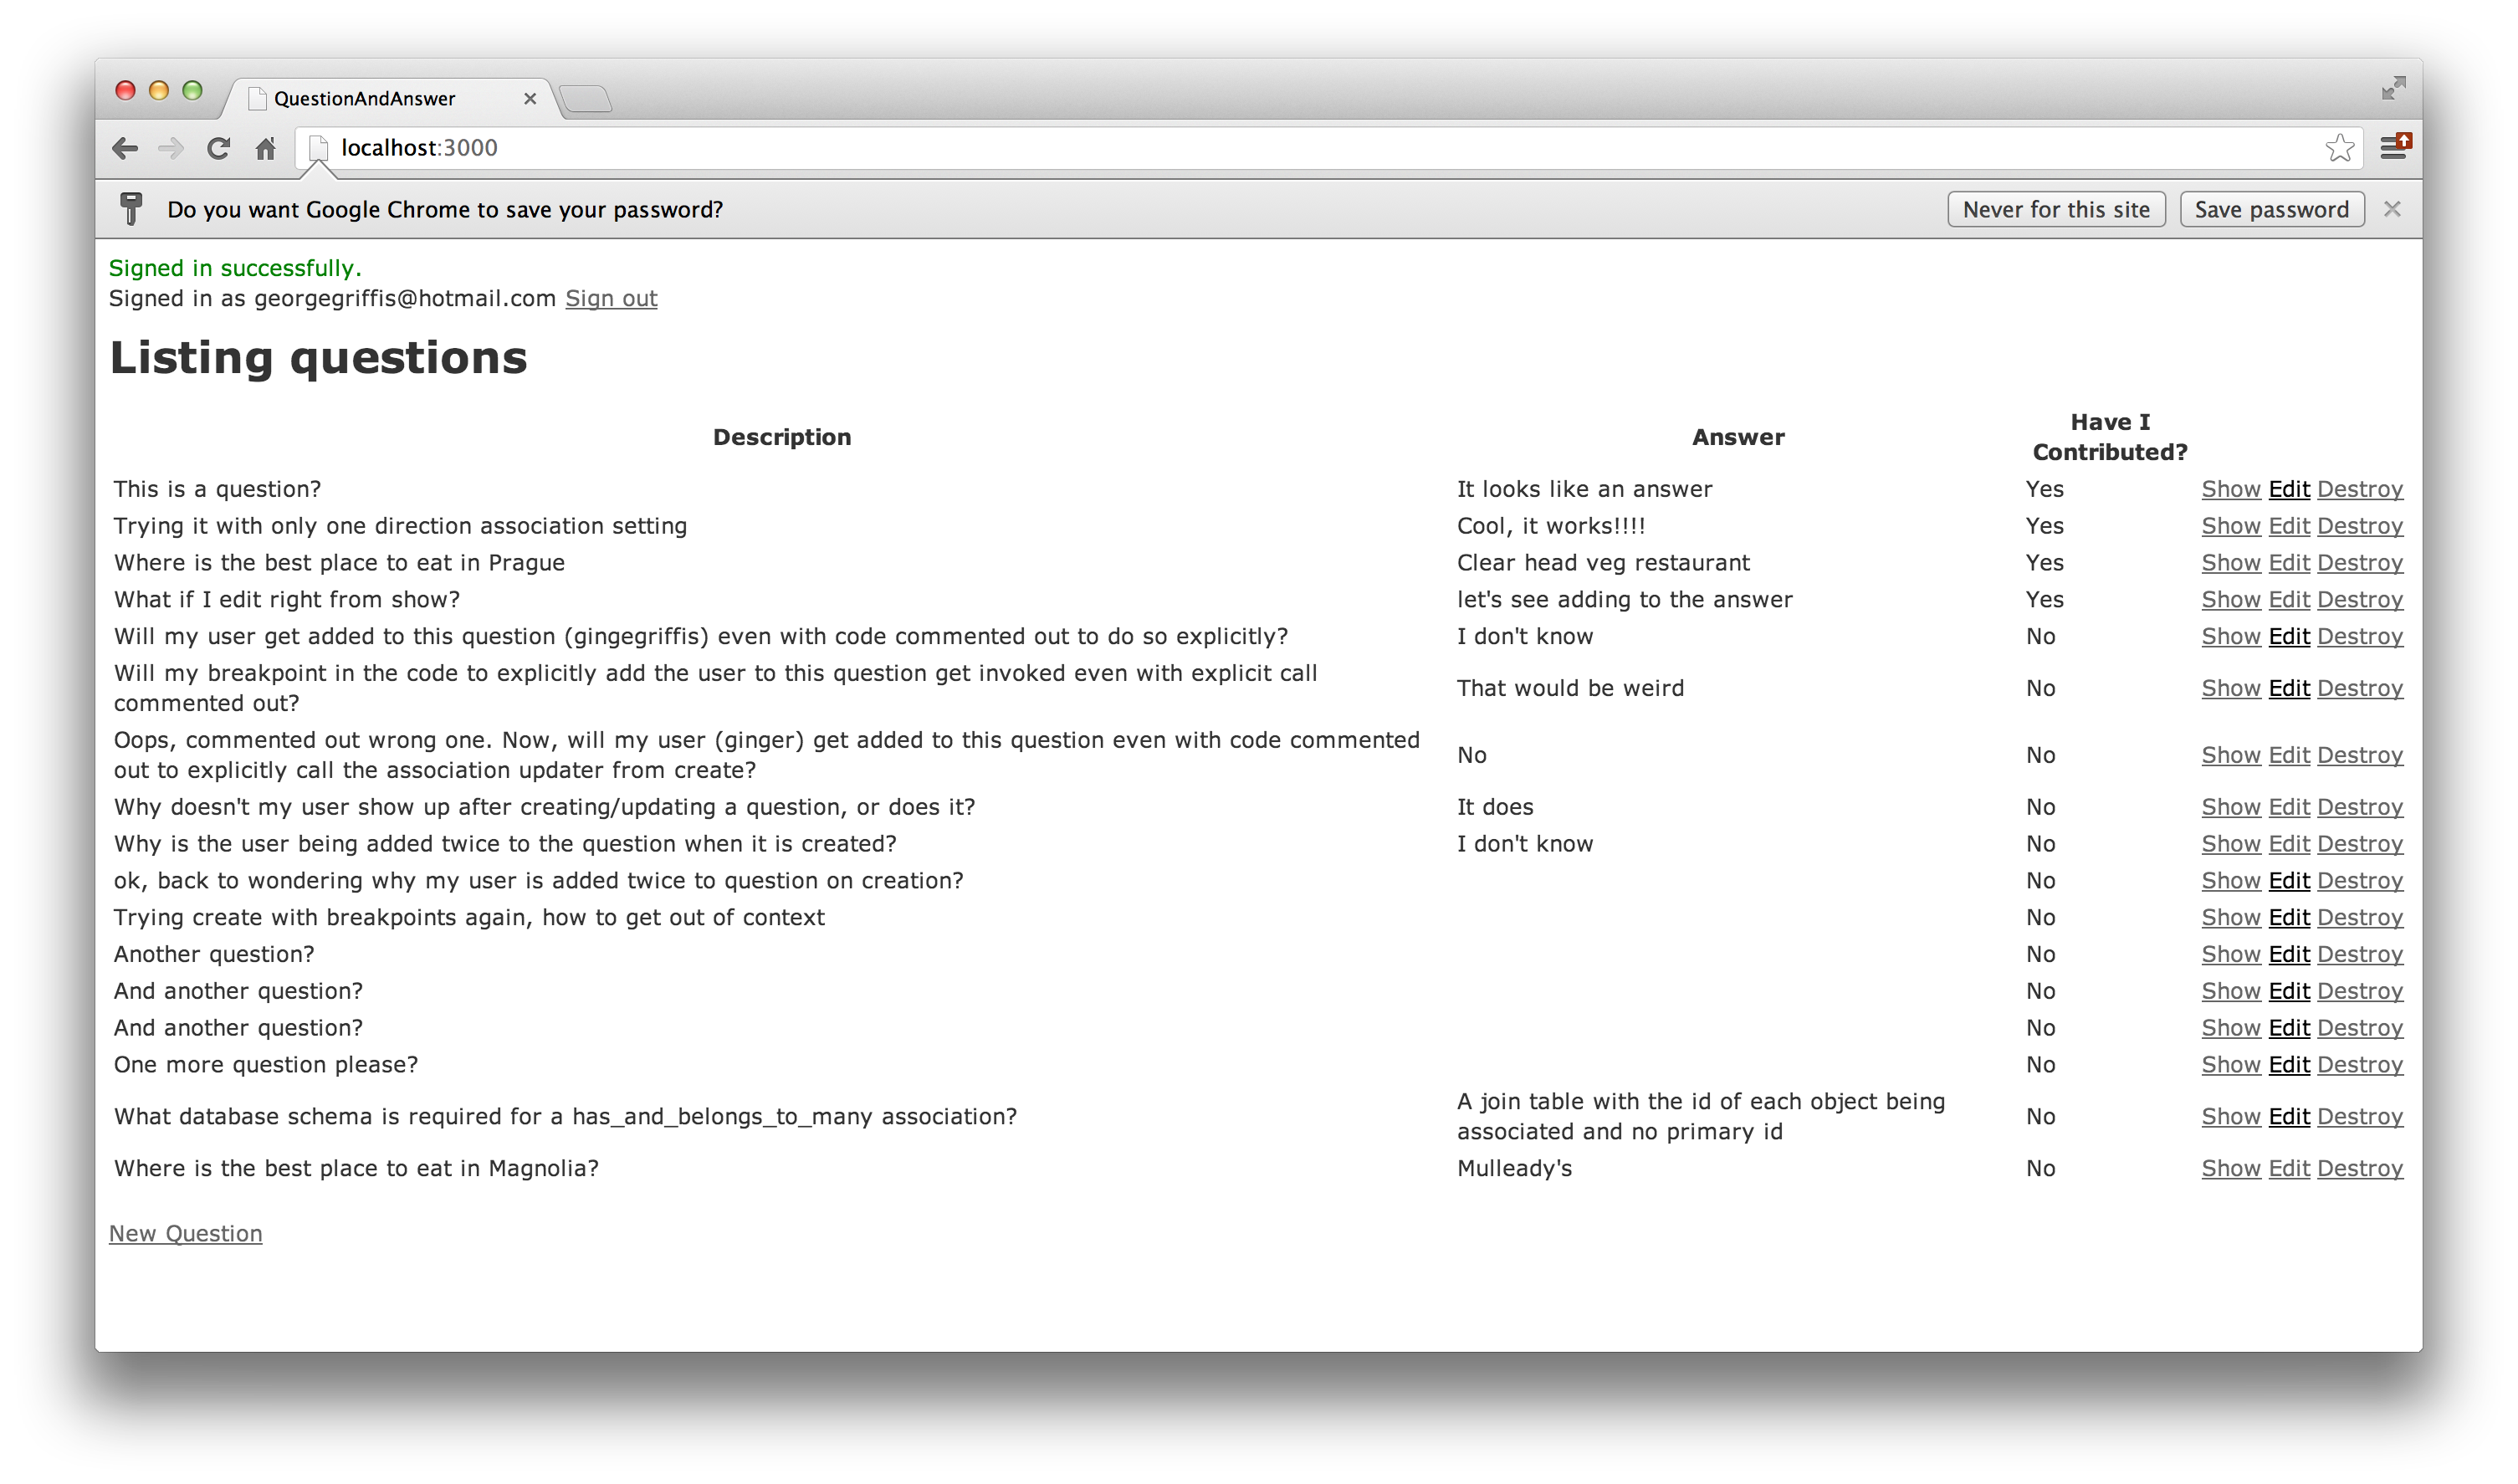 QuestionAndAnswer
localhost:3000
Do you want Google Chrome to save your password? Never for this site Save password
Signed in successfully.
Signed in as georgegriffis@hotmail.com Sign out
Listing questions
Description Answer Have I Contributed?
This is a question? It looks like an answer Yes Show Edit Destroy
Trying it with only one direction association setting Cool, it works!!!! Yes Show Edit Destroy
Where is the best place to eat in Prague Clear head veg restaurant Yes Show Edit Destroy
What if I edit right from show? let's see adding to the answer Yes Show Edit Destroy
Will my user get added to this question (gingegriffis) even with code commented out to do so explicitly? I don't know No Show Edit Destroy
Will my breakpoint in the code to explicitly add the user to this question get invoked even with explicit call
commented out? That would be weird No Show Edit Destroy
Oops, commented out wrong one. Now, will my user (ginger) get added to this question even with code commented
out to explicitly call the association updater from create? No No Show Edit Destroy
Why doesn't my user show up after creating/updating a question, or does it? It does No Show Edit Destroy
Why is the user being added twice to the question when it is created? I don't know No Show Edit Destroy
ok, back to wondering why my user is added twice to question on creation? No Show Edit Destroy
Trying create with breakpoints again, how to get out of context No Show Edit Destroy
Another question? No Show Edit Destroy
And another question? No Show Edit Destroy
And another question? No Show Edit Destroy
One more question please? No Show Edit Destroy
What database schema is required for a has_and_belongs_to_many association? A join table with the id of each object being
associated and no primary id No Show Edit Destroy
Where is the best place to eat in Magnolia? Mulleady's No Show Edit Destroy
New Question